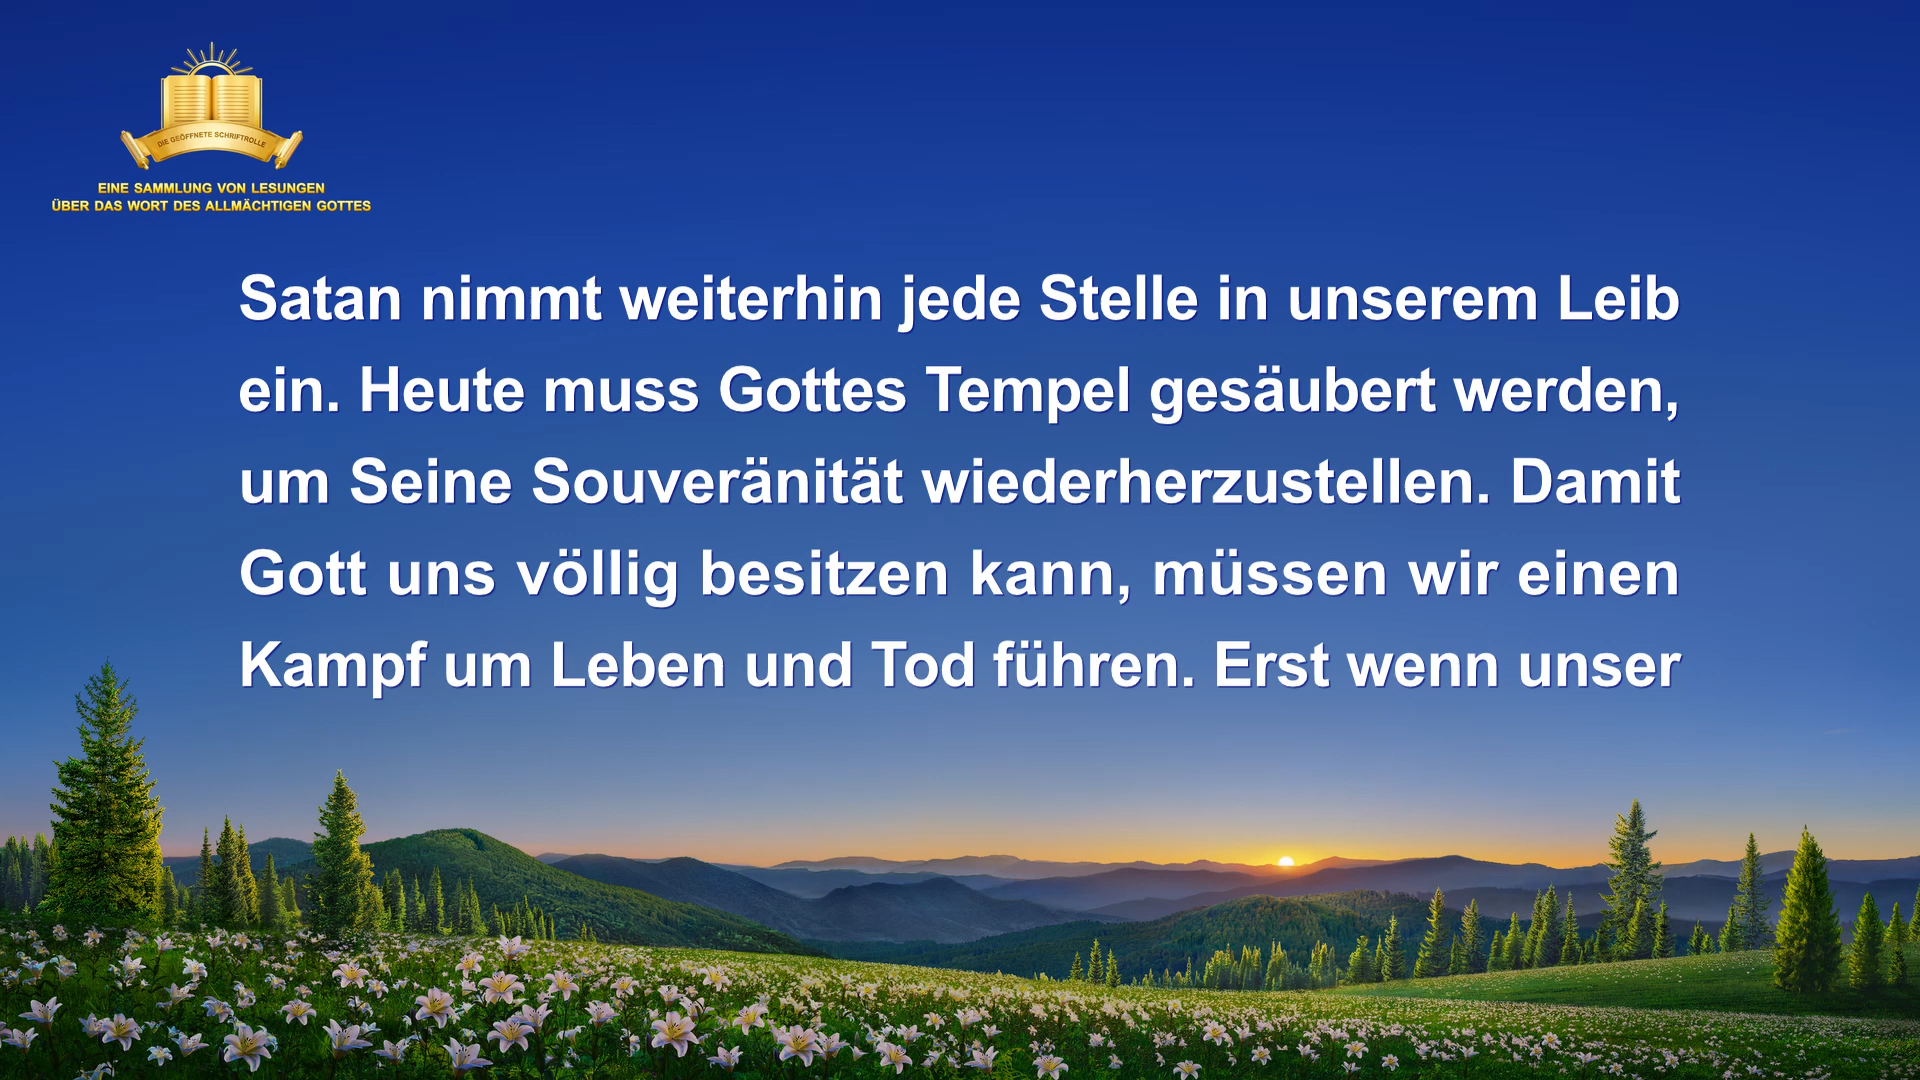 DIE GEÖFFNETE SCHRIFTROLLE
EINE SAMMLUNG VON LESUNGEN
ÜBER DAS WORT DES ALLMÄCHTIGEN GOTTES
Satan nimmt weiterhin jede Stelle in unserem Leib
ein. Heute muss Gottes Tempel gesäubert werden,
um Seine Souveränität wiederherzustellen. Damit
Gott uns völlig besitzen kann, müssen wir einen
Kampf um Leben und Tod führen. Erst wenn unser